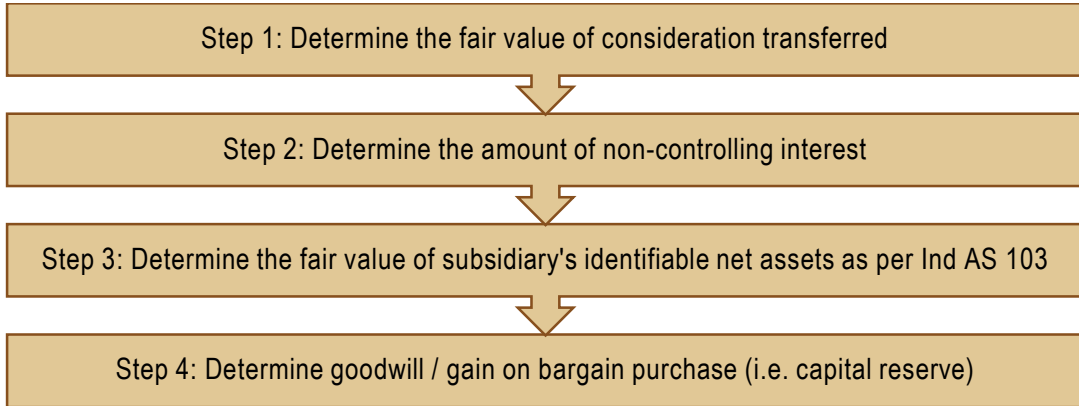 Step 1: Determine the fair value of consideration transferred
Step 2: Determine the amount of non-controlling interest
Step 3: Determine the fair value of subsidiary's identifiable net assets as per Ind AS 103
Step 4: Determine goodwill / gain on bargain purchase (i.e. capital reserve)